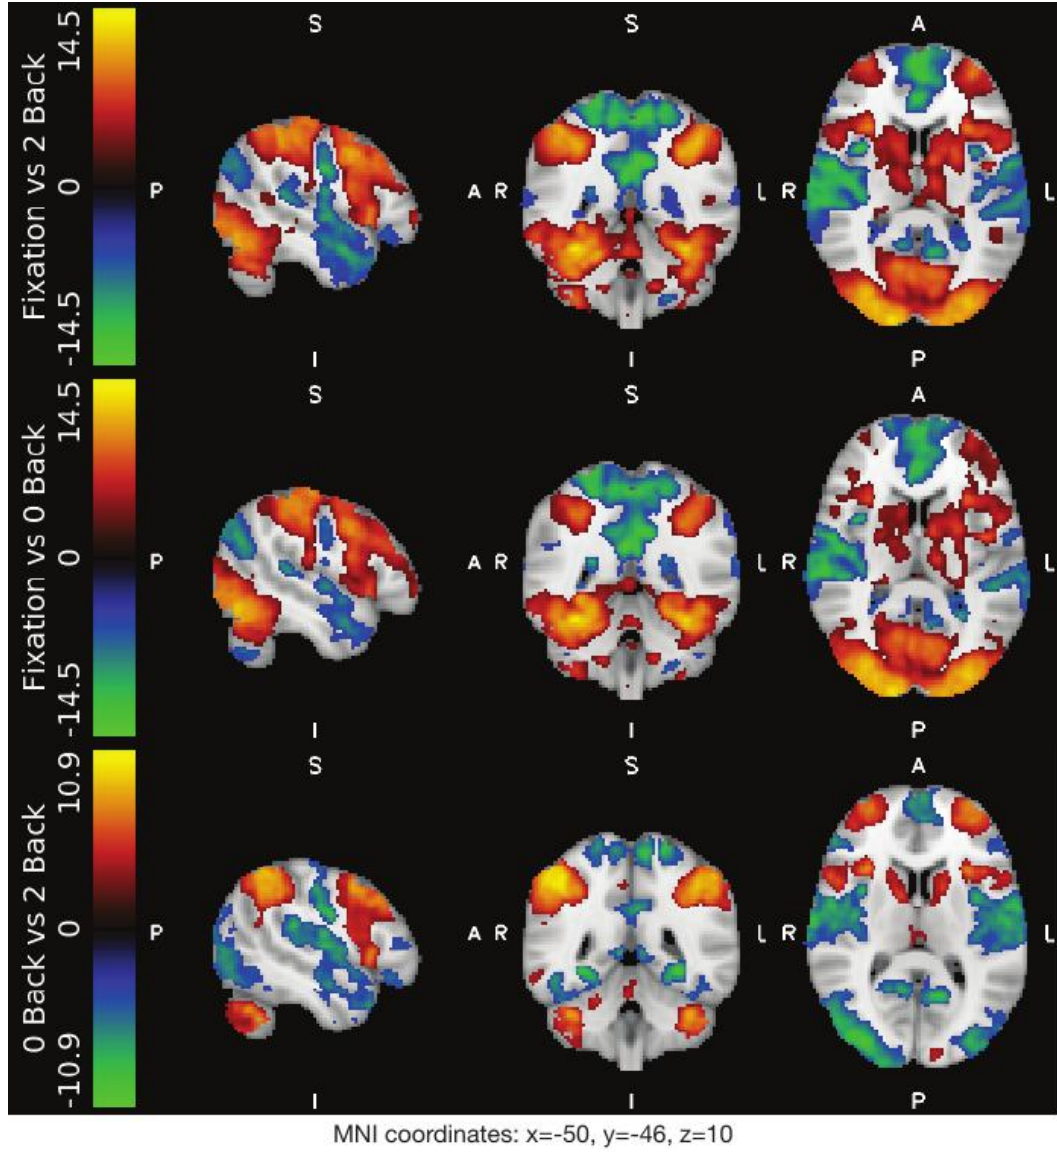 Fixation vs 2 Back
14.5
0
-14.5
S
S
A
P
A R
L R
L
I
I
P
Fixation vs 0 Back
14.5
0
-14.5
S
S
A
P
A R
L R
L
I
I
P
0 Back vs 2 Back
10.9
0
-10.9
S
S
A
P
A R
L R
L
I
I
P
MNI coordinates: x=-50, y=-46, z=10